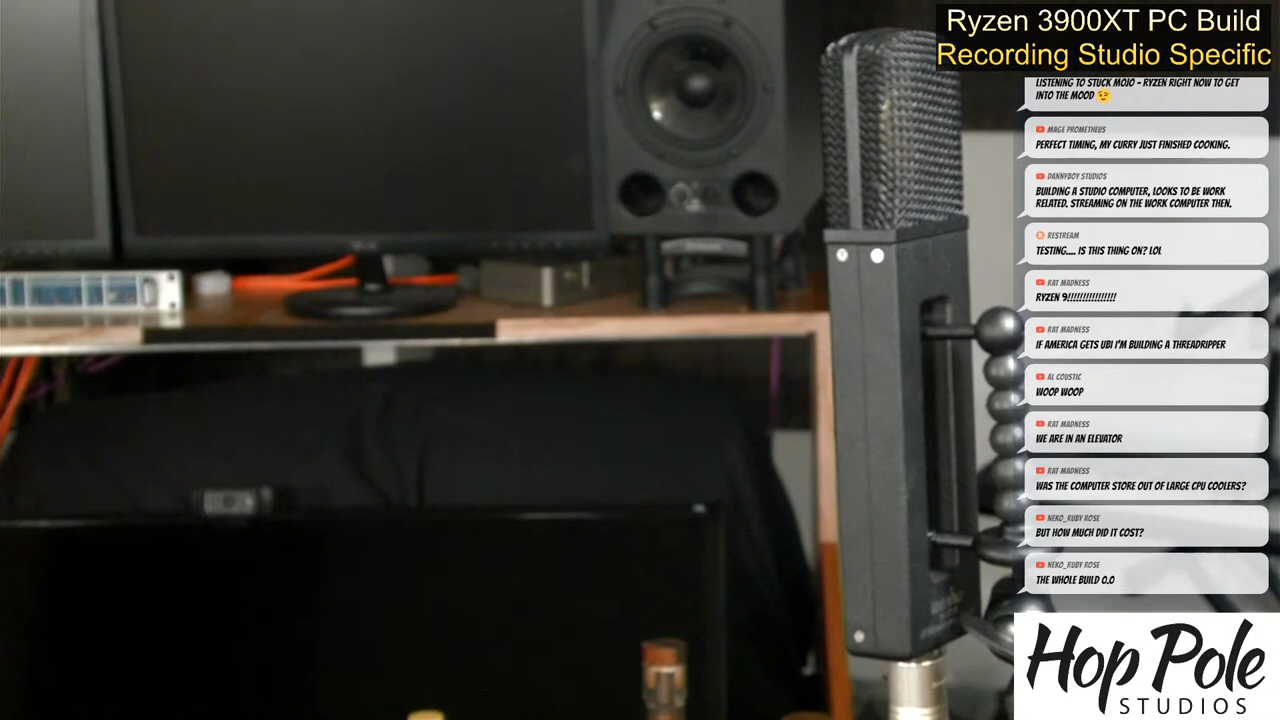 Ryzen 3900XT PC Build
Recording Studio Specific
LISTENING TO STUCK MOJO - RYZEN RIGHT NOW TO GET
INTO THE MOOD 😉
MAGE PROMETHEUS
PERFECT TIMING, MY CURRY JUST FINISHED COOKING.
DANNYBOY STUDIOS
BUILDING A STUDIO COMPUTER, LOOKS TO BE WORK
RELATED. STREAMING ON THE WORK COMPUTER THEN.
RESTREAM
TESTING.... IS THIS THING ON? LOL
RAT MADNESS
RYZEN 9!!!!!!!!!!!!!!!!
RAT MADNESS
IF AMERICA GETS UBI I'M BUILDING A THREADRIPPER
AL COUSTIC
WOOP WOOP
RAT MADNESS
WE ARE IN AN ELEVATOR
RAT MADNESS
WAS THE COMPUTER STORE OUT OF LARGE CPU COOLERS?
NEKO_RUBY ROSE
BUT HOW MUCH DID IT COST?
NEKO_RUBY ROSE
THE WHOLE BUILD O.O
Hop Pole
STUDIOS